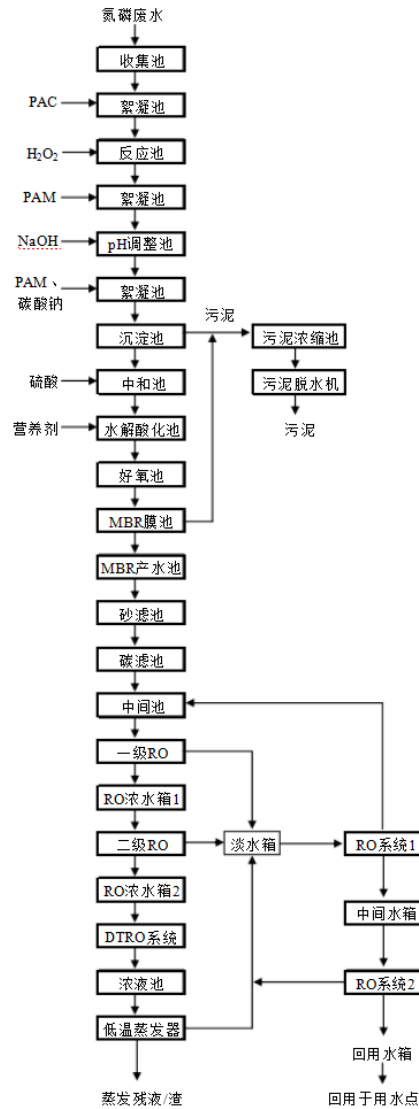 氮磷废水
收集池
PAC
絮凝池
H₂O₂
反应池
PAM
絮凝池
NaOH
pH调整池
PAM、
碳酸钠
絮凝池
污泥
沉淀池
污泥浓缩池
硫酸
中和池
污泥脱水机
营养剂
水解酸化池
污泥
好氧池
MBR膜池
MBR产水池
砂滤池
碳滤池
中间池
一级RO
RO浓水箱1
二级RO
淡水箱
RO系统1
RO浓水箱2
中间水箱
DTRO系统
浓液池
RO系统2
低温蒸发器
回用水箱
蒸发残液/渣
回用于用水点